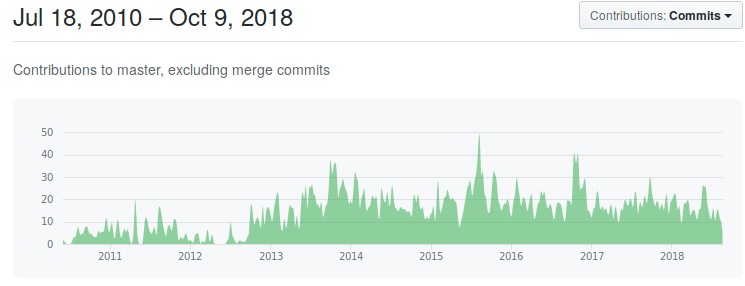 Jul 18, 2010 – Oct 9, 2018
Contributions: Commits
Contributions to master, excluding merge commits
50
40
30
20
10
0
2011 2012 2013 2014 2015 2016 2017 2018